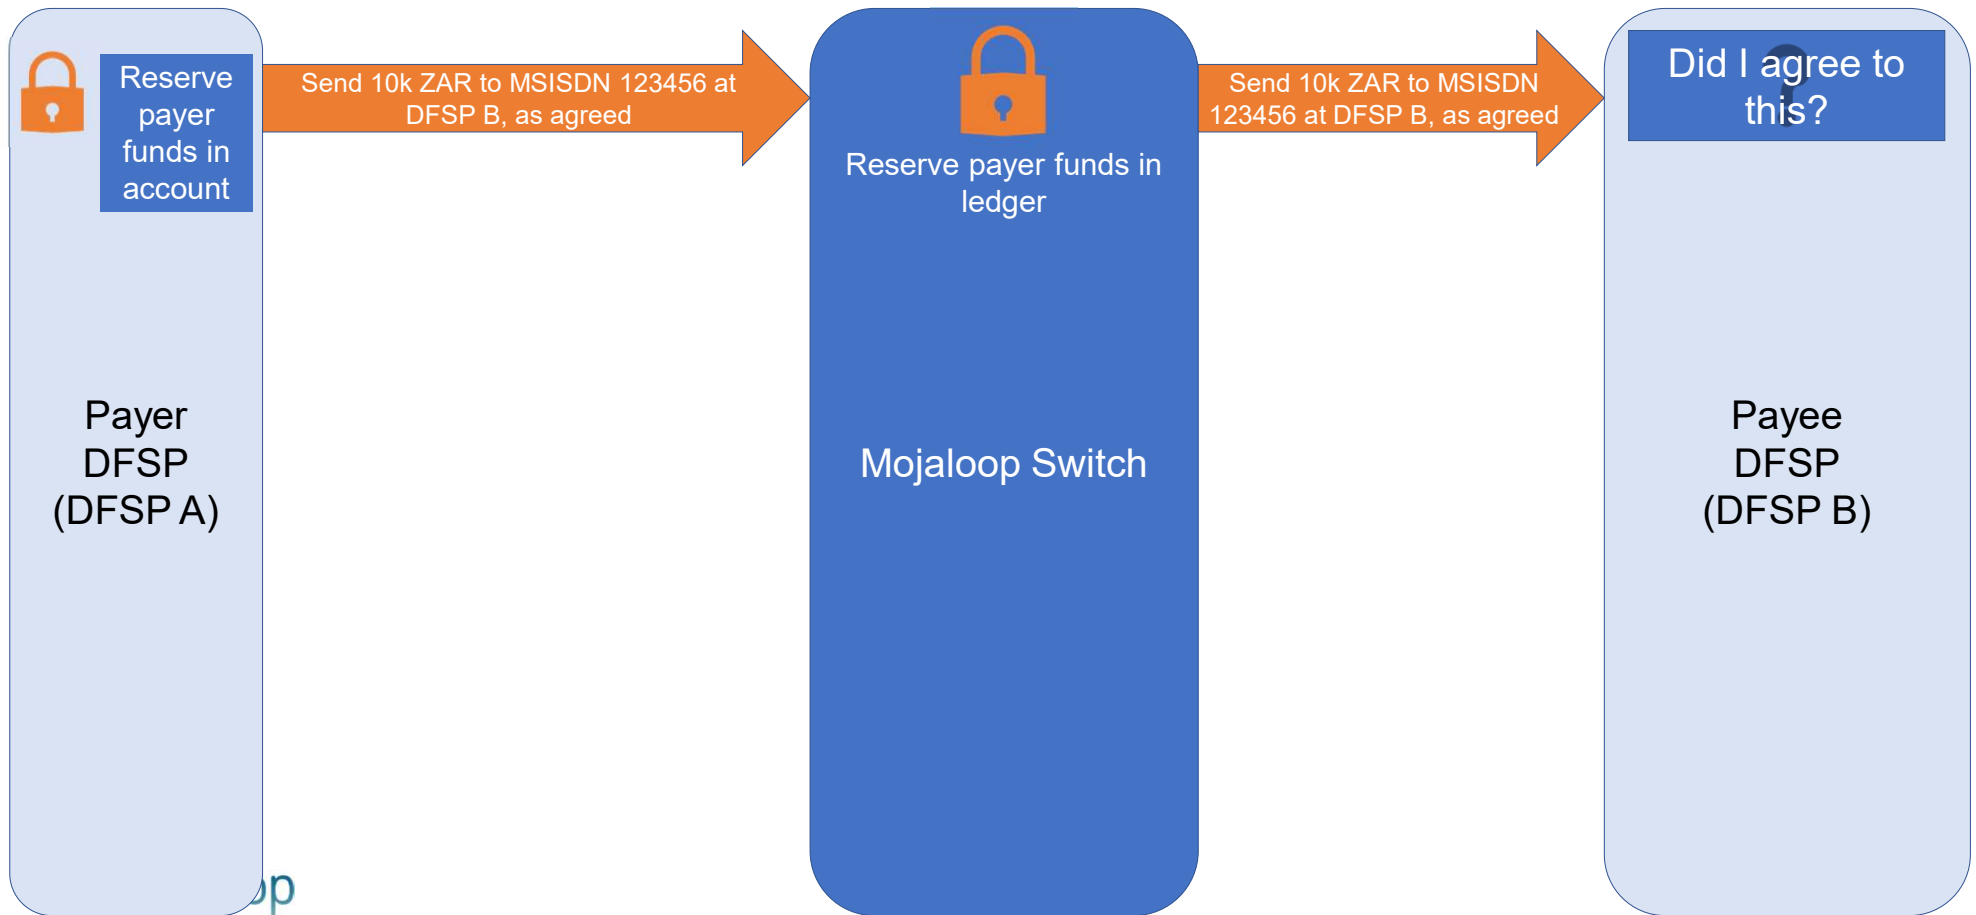 Reserve
payer
funds in
account
Send 10k ZAR to MSISDN 123456 at
DFSP B, as agreed
Reserve payer funds in
ledger
Send 10k ZAR to MSISDN
123456 at DFSP B, as agreed
Did I agree to
this?
Payer
DFSP
(DFSP A)
Mojaloop Switch
Payee
DFSP
(DFSP B)